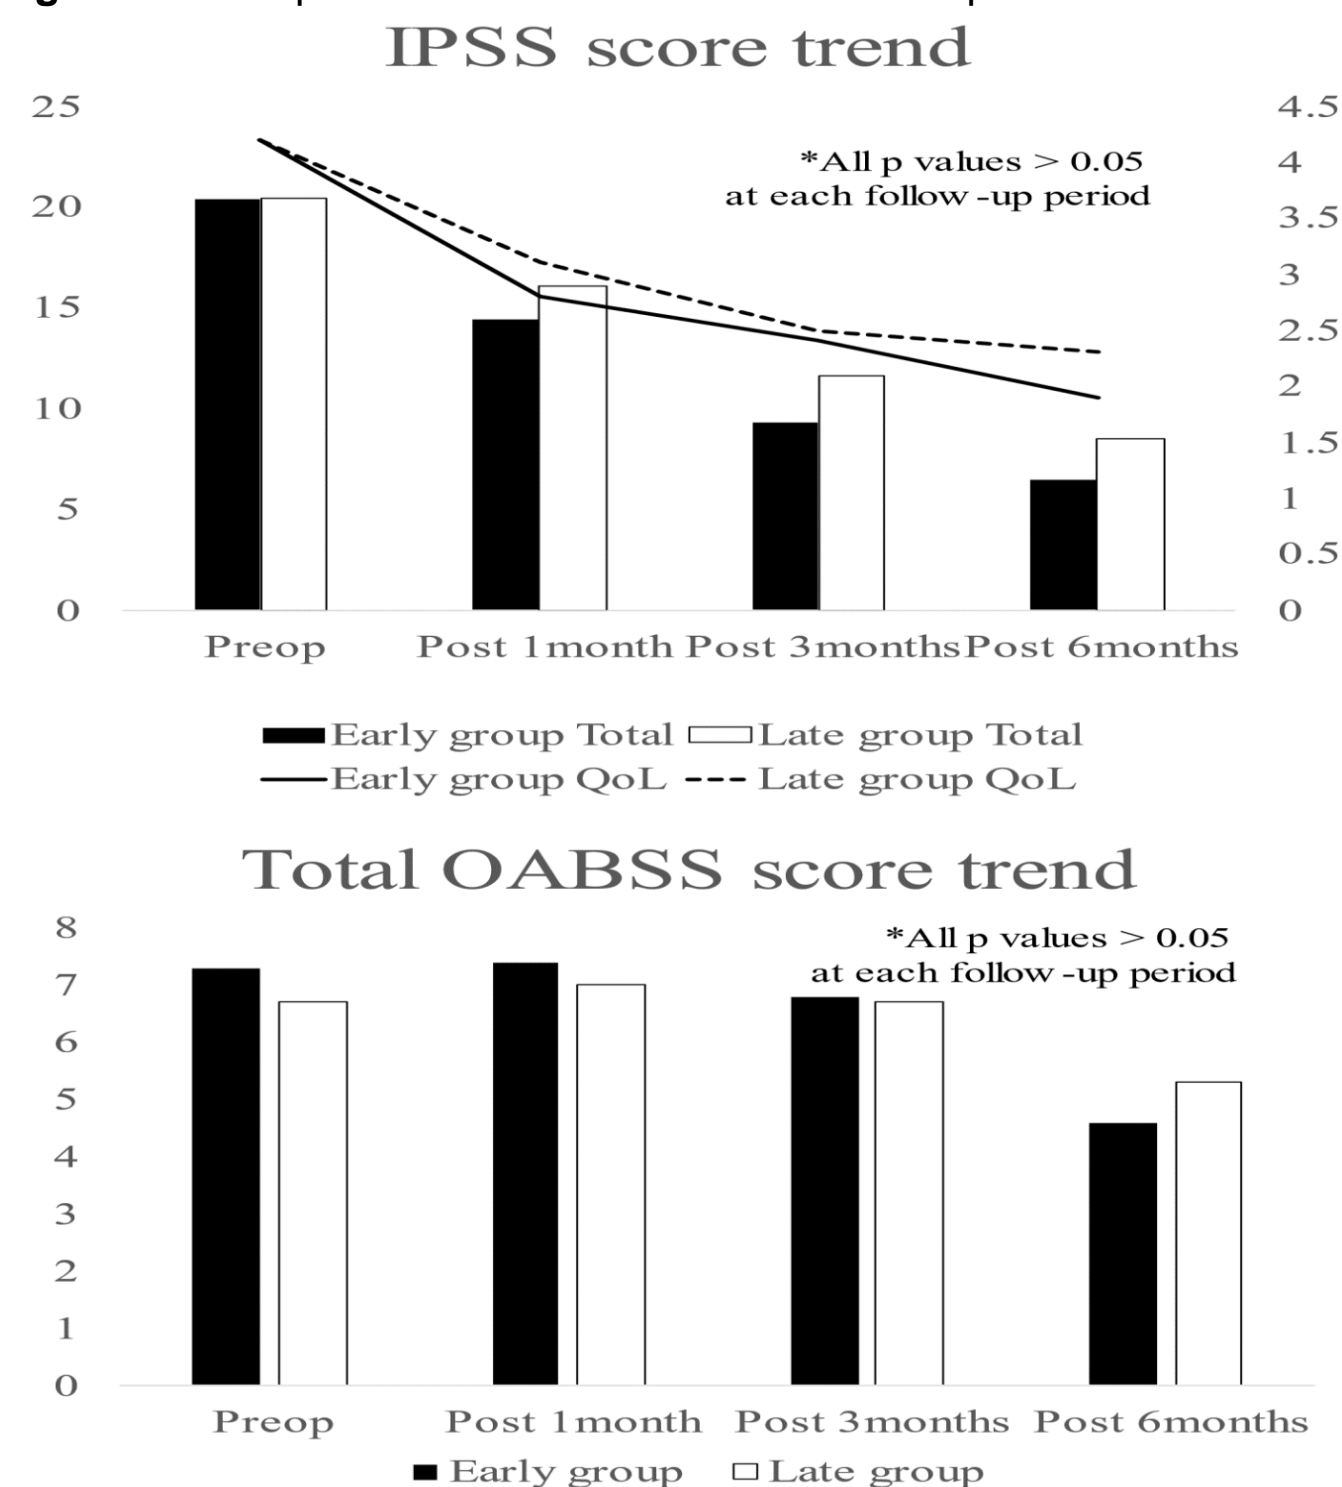 IPSS score trend
25
20
15
10
5
0
4.5
4
3.5
3
2.5
2
1.5
1
0.5
0
*All p values > 0.05
at each follow-up period
Preop
Post 1month
Post 3months
Post 6months
Early group Total
Late group Total
Early group QoL
Late group QoL
Total OABSS score trend
8
7
6
5
4
3
2
1
0
*All p values > 0.05
at each follow-up period
Preop
Post 1month
Post 3months
Post 6months
Early group
Late group